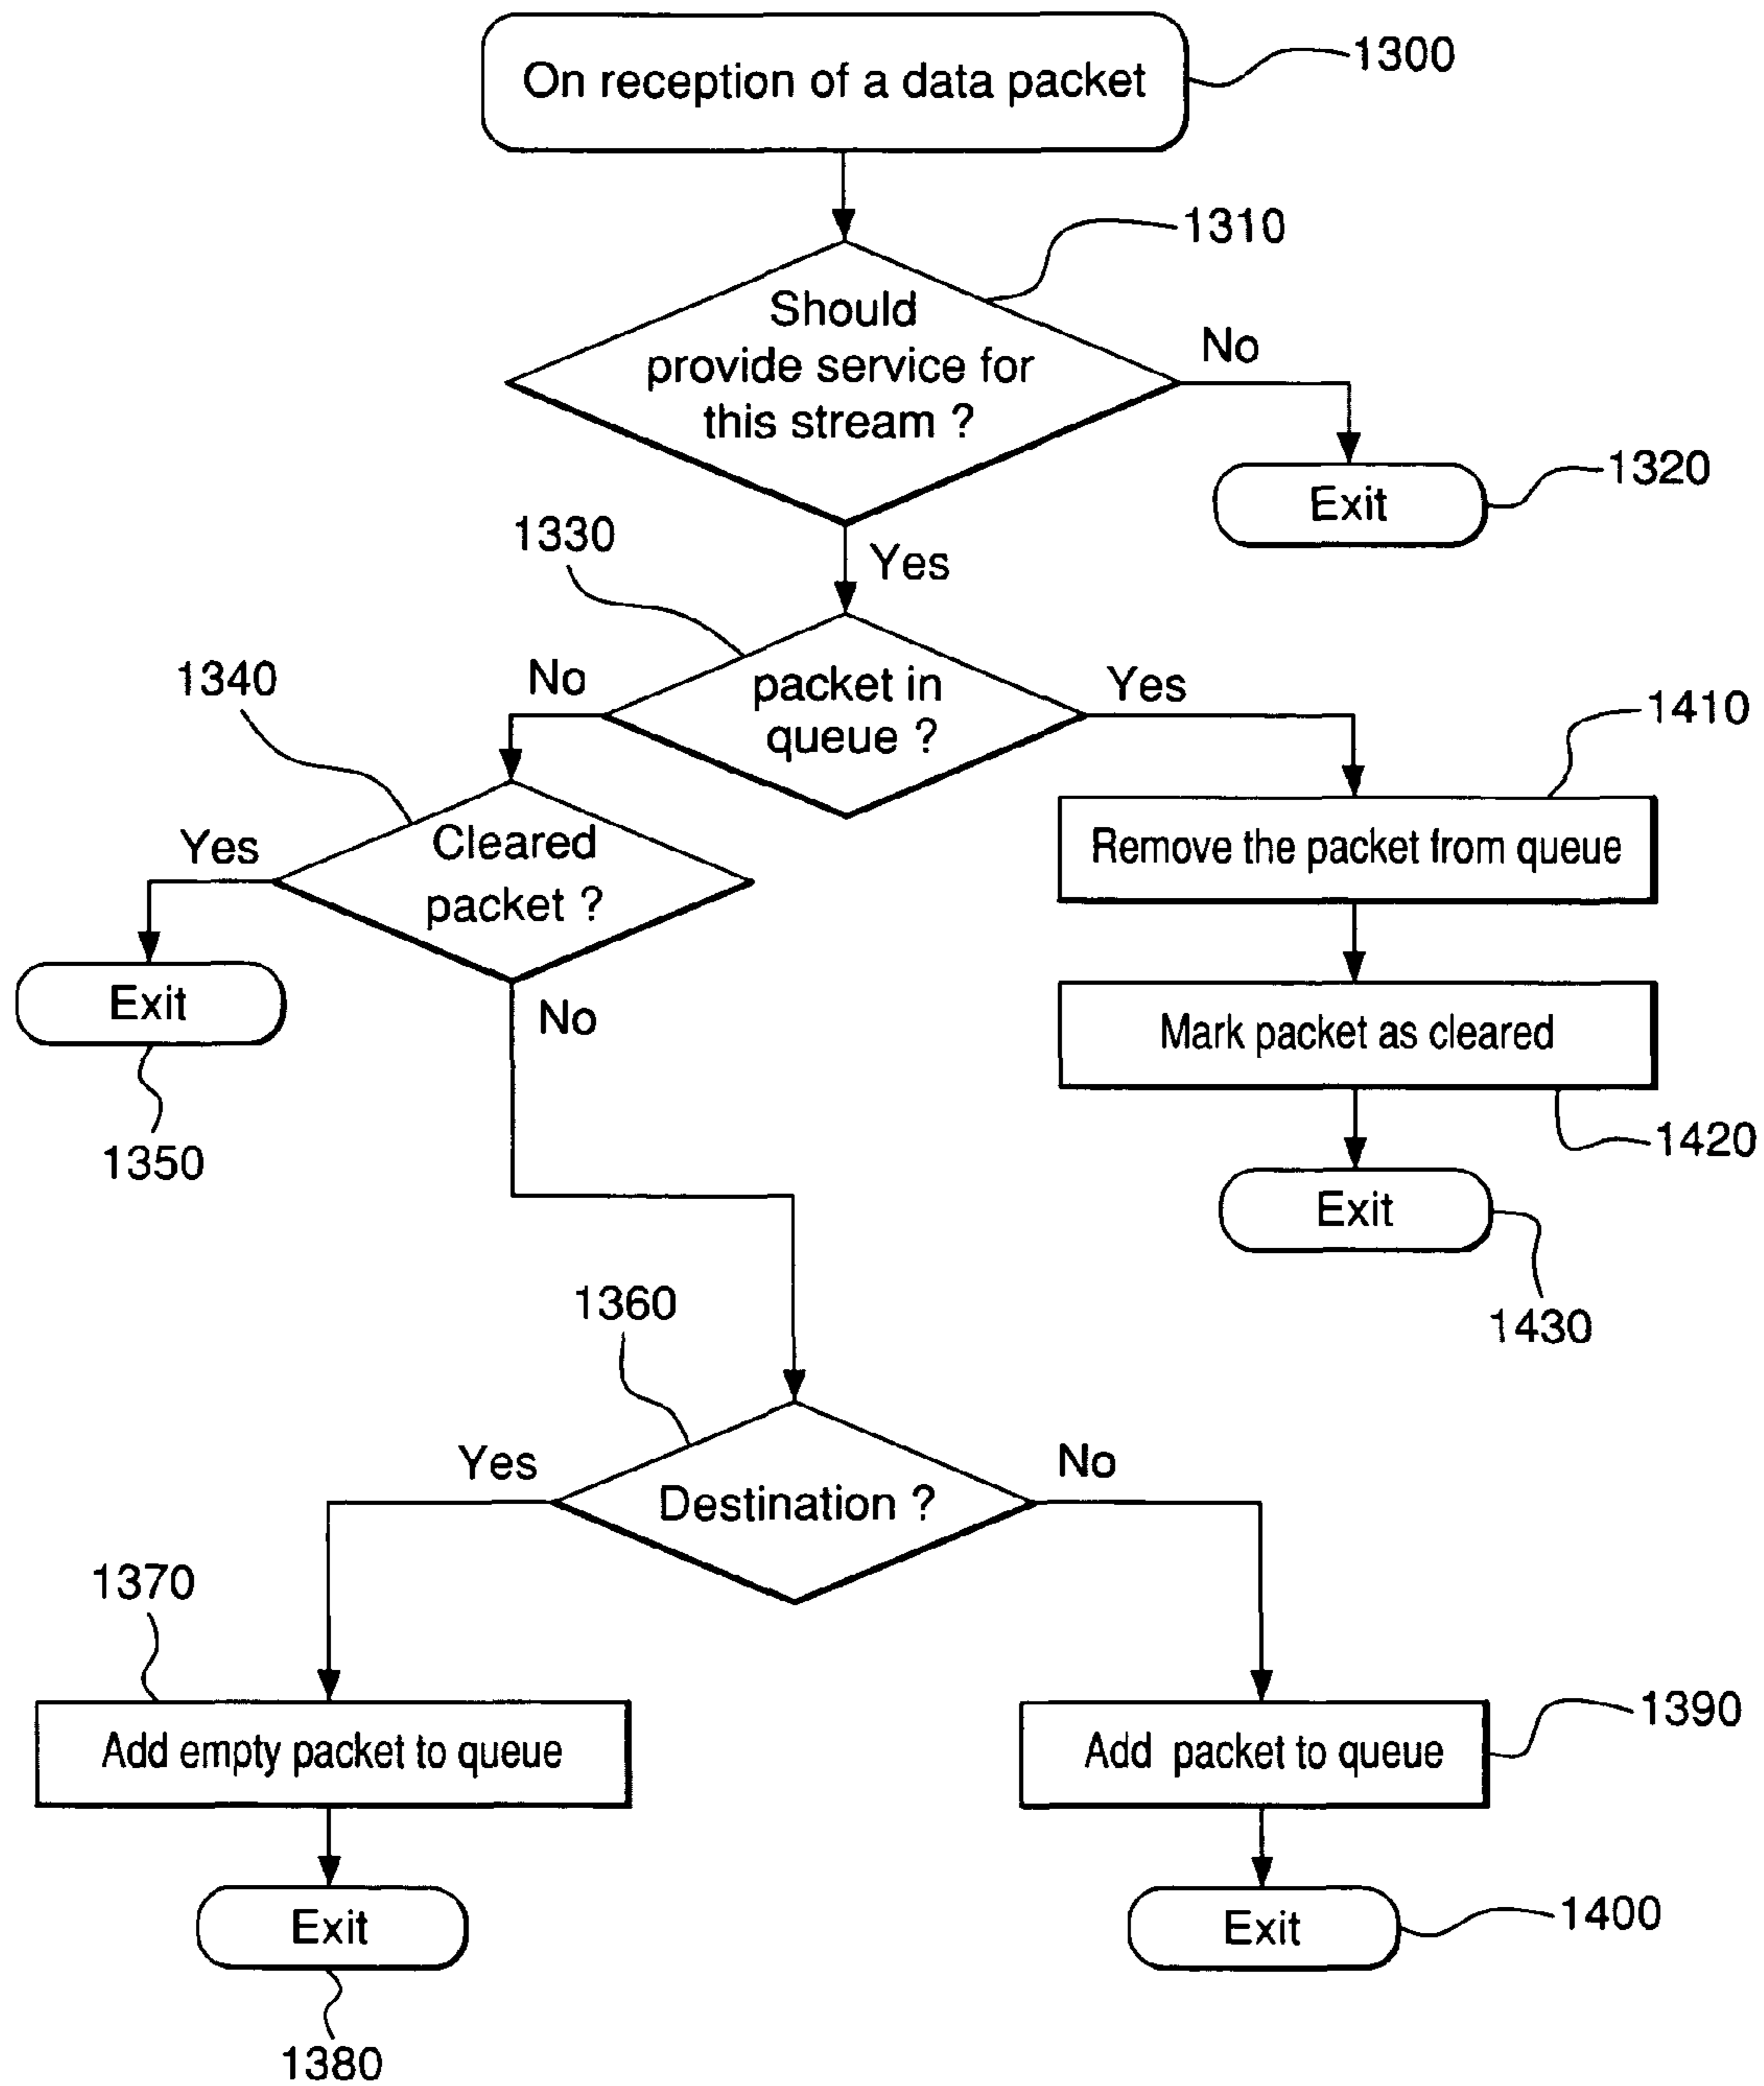 On reception of a data packet
1300
1310
Should
provide service for
this stream ?
No
1320
Exit
1330
Yes
1340
No
packet in
queue ?
Yes
1410
Yes
Cleared
packet ?
Remove the packet from queue
Exit
No
Mark packet as cleared
1350
1420
Exit
1430
1360
Yes
Destination ?
No
1370
1390
Add empty packet to queue
Add packet to queue
Exit
Exit
1400
1380